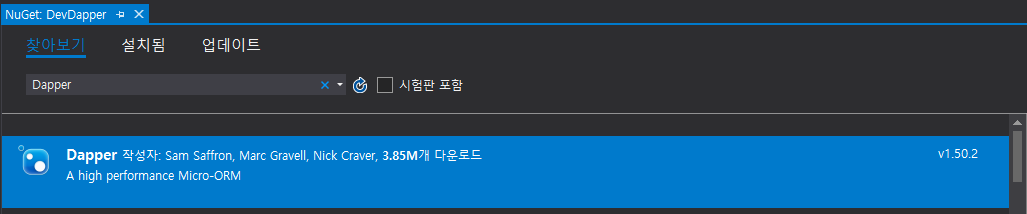 NuGet: DevDapper
찾아보기 설치됨 업데이트
Dapper 시험판 포함
Dapper 작성자: Sam Saffron, Marc Gravell, Nick Craver, 3.85M개 다운로드 v1.50.2
A high performance Micro-ORM